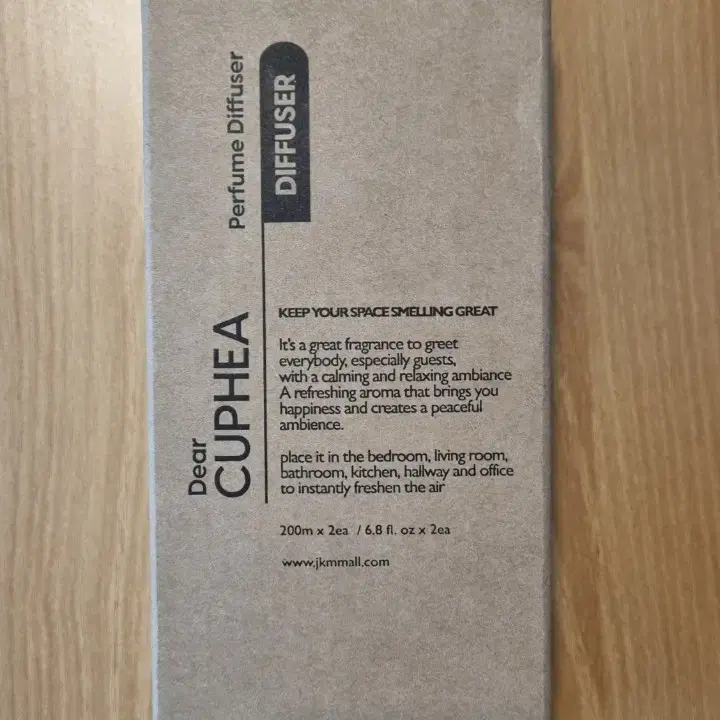 Dear
CUPHEA
Perfume Diffuser
DIFFUSER
KEEP YOUR SPACE SMELLING GREAT
It's a great fragrance to greet
everybody, especially guests,
with a calming and relaxing ambiance
A refreshing aroma that brings you
happiness and creates a peaceful
ambience.
place it in the bedroom, living room,
bathroom, kitchen, hallway and office
to instantly freshen the air
200m x 2ea / 6.8 fl. oz x 2ea
www.jkmmall.com